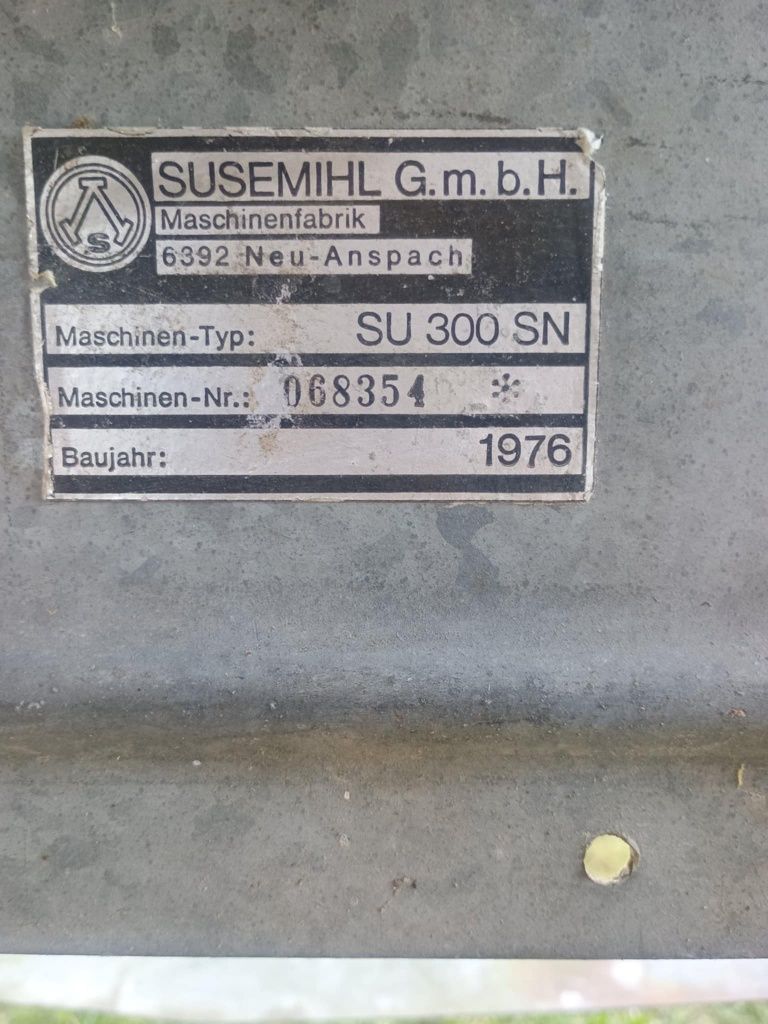 SUSEMIHL G.m.b.H.
Maschinenfabrik
6392 Neu-Anspach
S
Maschinen-Typ: SU 300 SN
Maschinen-Nr.: 068354 *
Baujahr: 1976